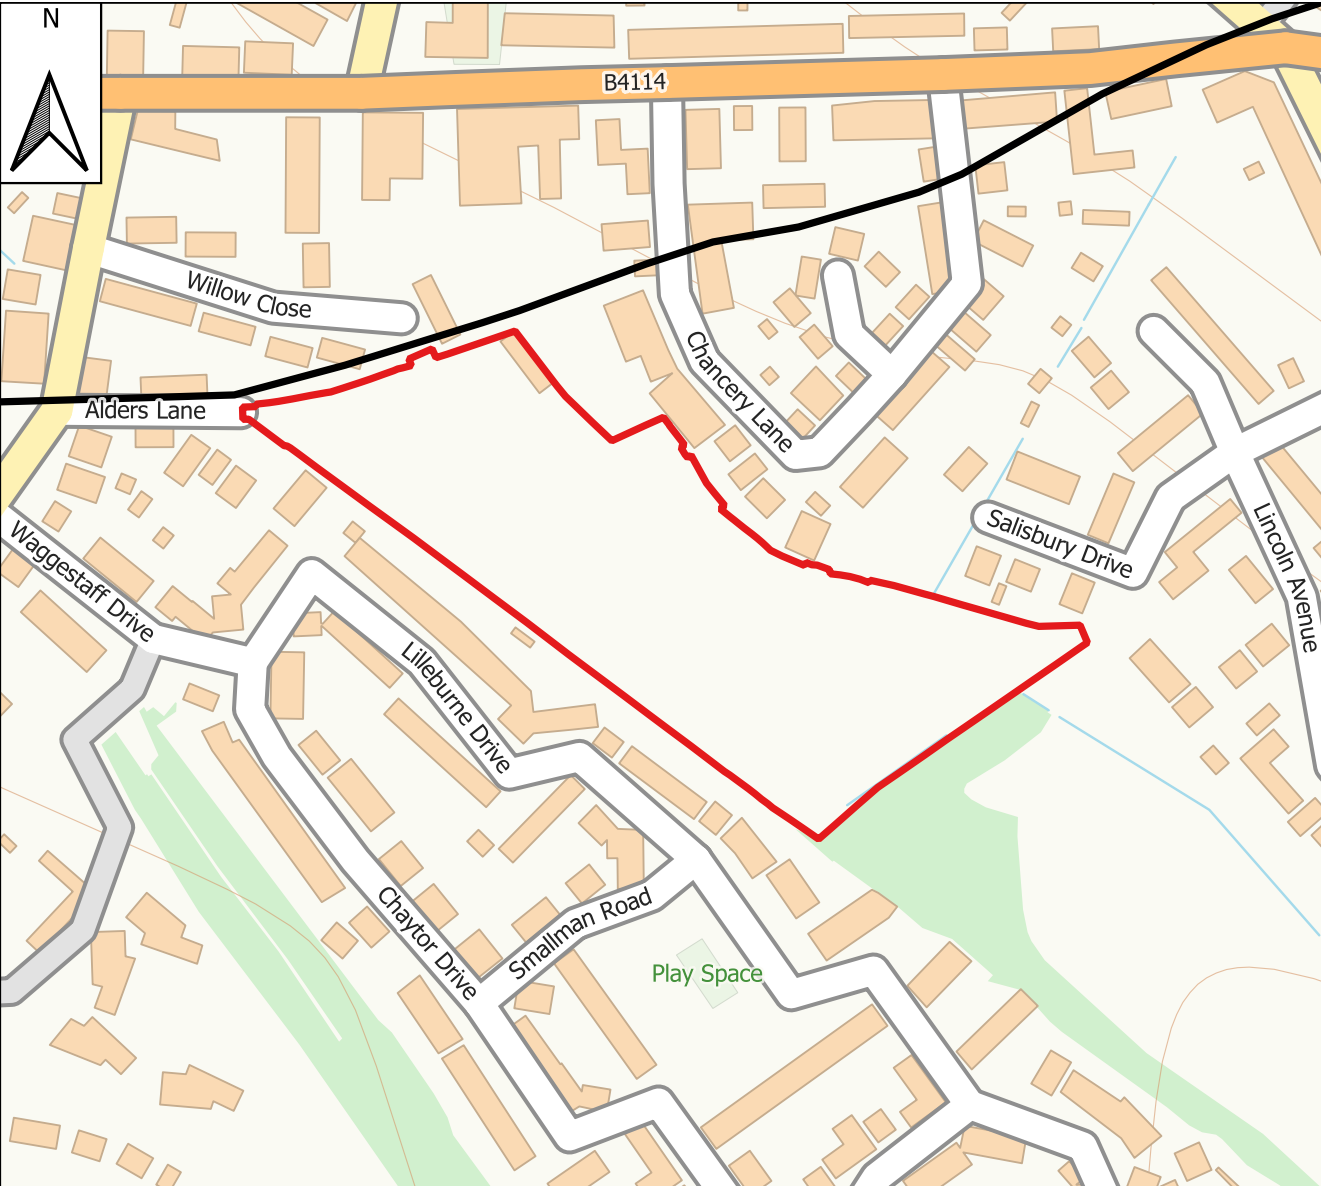 N
B4114
Willow Close
Alders Lane
Chancery Lane
Salisbury Drive
Lincoln Avenue
Waggestaff Drive
Lilleburne Drive
Chaytor Drive
Smallman Road
Play Space